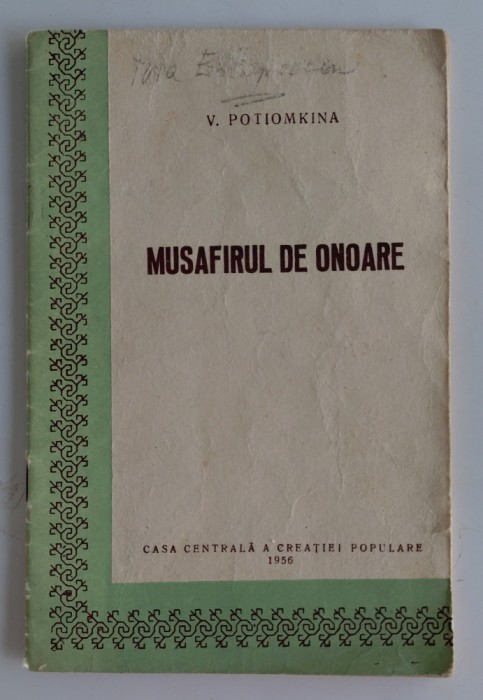 V. POTIOMKINA
MUSAFIRUL DE ONOARE
CASA CENTRALĂ A CREAȚIEI POPULARE
1956